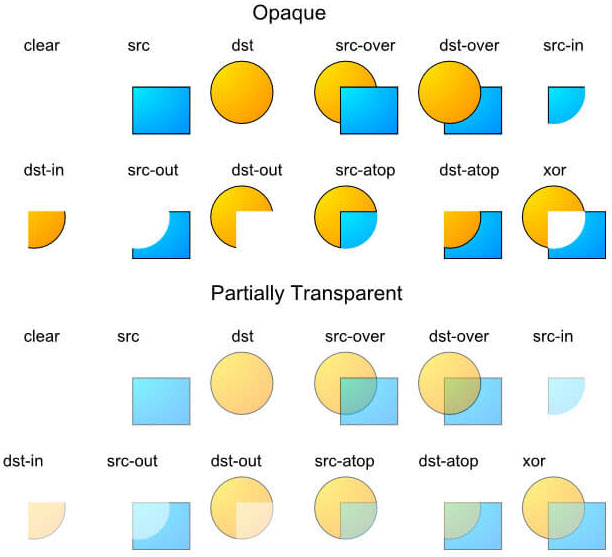 Opaque
clear src dst src-over dst-over src-in
dst-in src-out dst-out src-atop dst-atop xor
Partially Transparent
clear src dst src-over dst-over src-in
dst-in src-out dst-out src-atop dst-atop xor